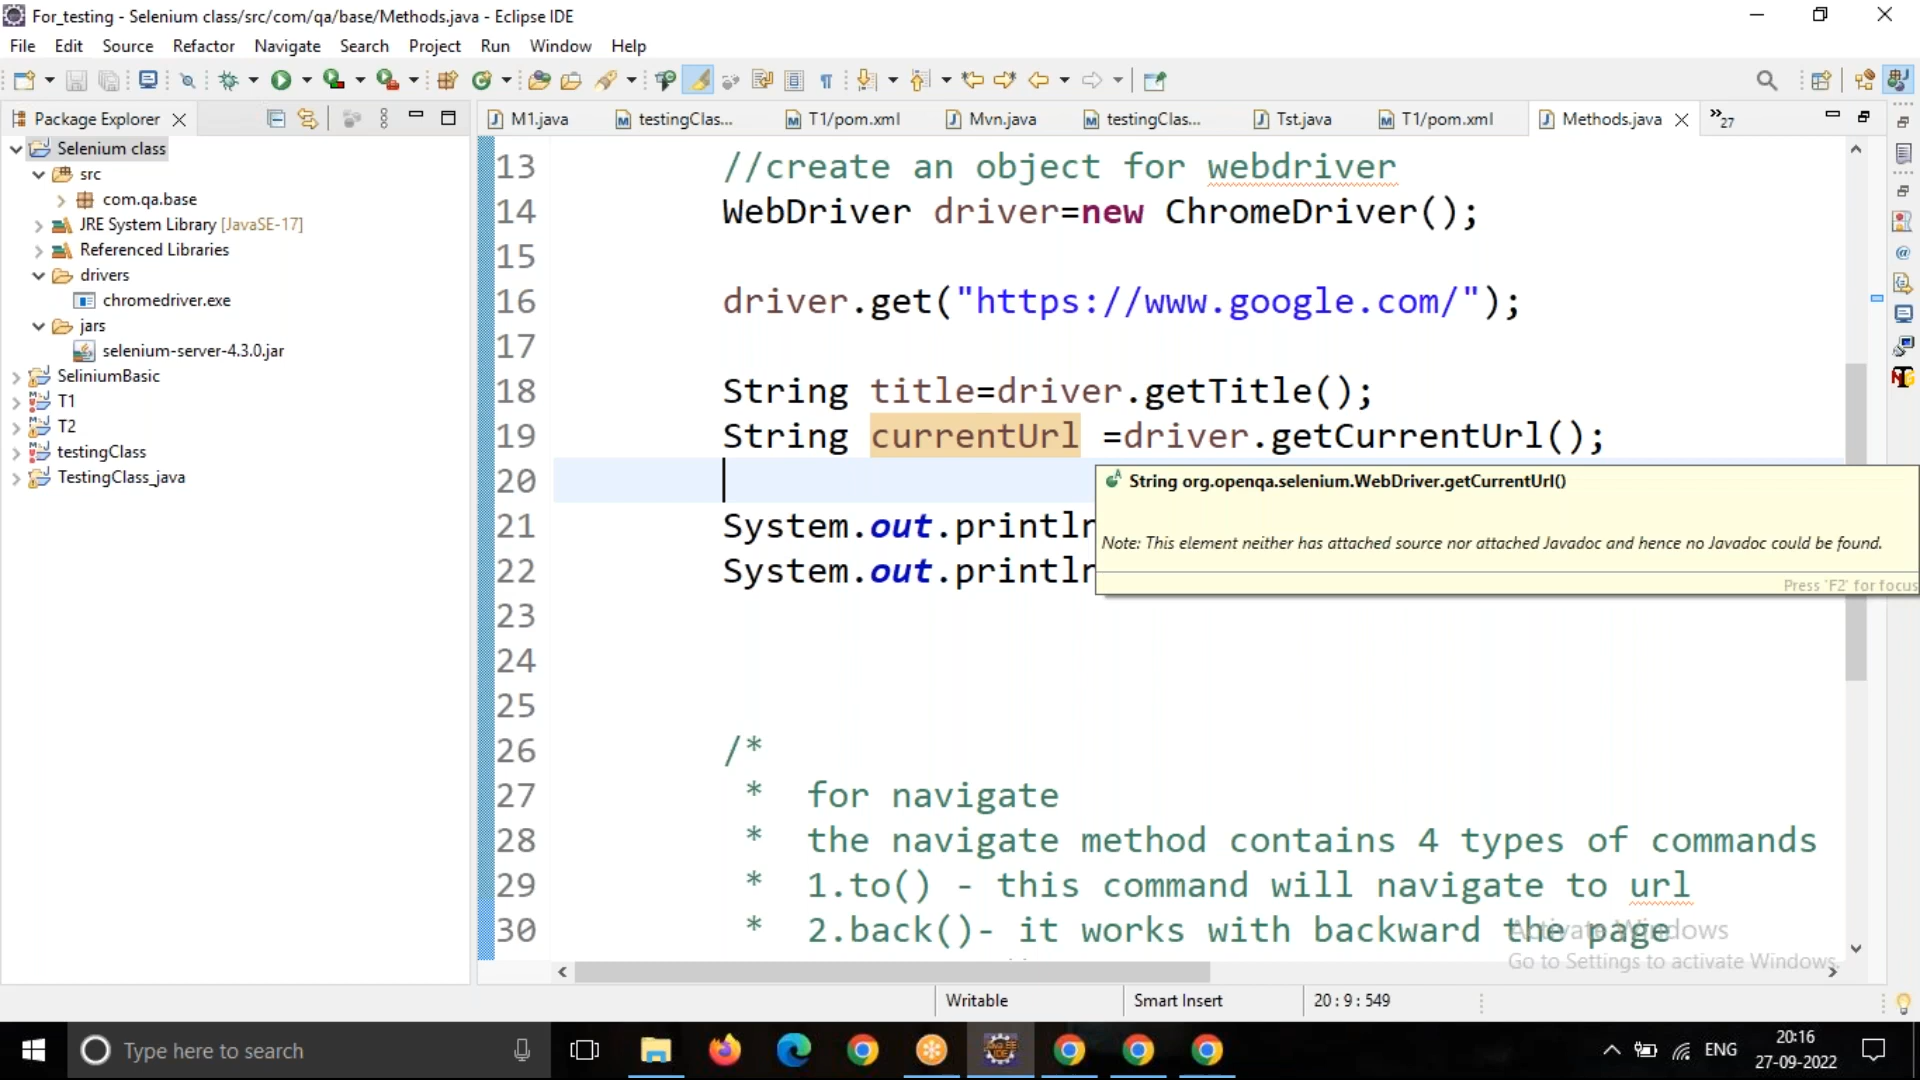 For_testing - Selenium class/src/com/qa/base/Methods.java - Eclipse IDE
File Edit Source Refactor Navigate Search Project Run Window Help
Package Explorer
M1.java testingClas... T1/pom.xml Mvn.java testingClas... Tst.java T1/pom.xml Methods.java »27
Selenium class
src
com.qa.base
JRE System Library [JavaSE-17]
Referenced Libraries
drivers
chromedriver.exe
jars
selenium-server-4.3.0.jar
SeliniumBasic
T1
T2
testingClass
TestingClass_java
13 //create an object for webdriver
14 WebDriver driver=new ChromeDriver();
15
16 driver.get("https://www.google.com/");
17
18 String title=driver.getTitle();
19 String currentUrl =driver.getCurrentUrl();
20
21 System.out.println
22 System.out.println
23
24
25
26 /*
27 * for navigate
28 * the navigate method contains 4 types of commands
29 * 1.to() - this command will navigate to url
30 * 2.back()- it works with backward the page
String org.openqa.selenium.WebDriver.getCurrentUrl()
Note: This element neither has attached source nor attached Javadoc and hence no Javadoc could be found.
Press 'F2' for focus
Activate Windows
Go to Settings to activate Windows.
Writable Smart Insert 20 : 9 : 549
Type here to search
ENG
20:16
27-09-2022